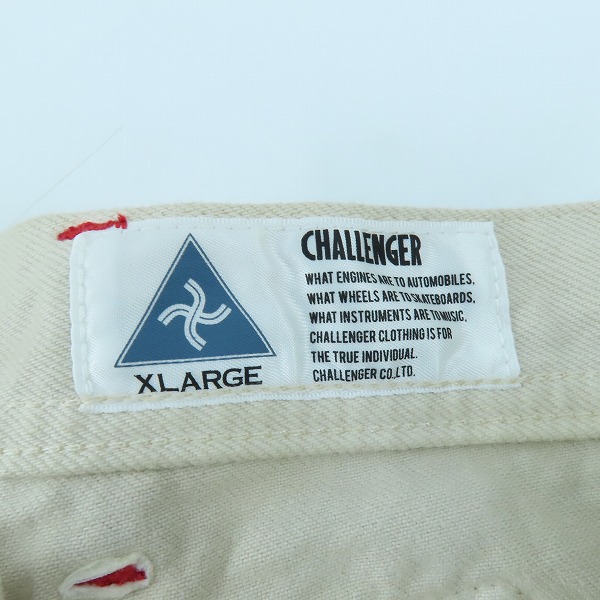 XLARGE
CHALLENGER
WHAT ENGINES ARE TO AUTOMOBILES.
WHAT WHEELS ARE TO SKATEBOARDS.
WHAT INSTRUMENTS ARE TO MUSIC.
CHALLENGER CLOTHING IS FOR
THE TRUE INDIVIDUAL.
CHALLENGER CO.LTD.